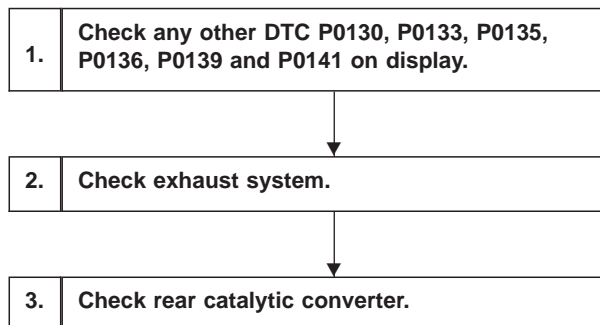 1.
Check any other DTC P0130, P0133, P0135,
P0136, P0139 and P0141 on display.
2. Check exhaust system.
3. Check rear catalytic converter.